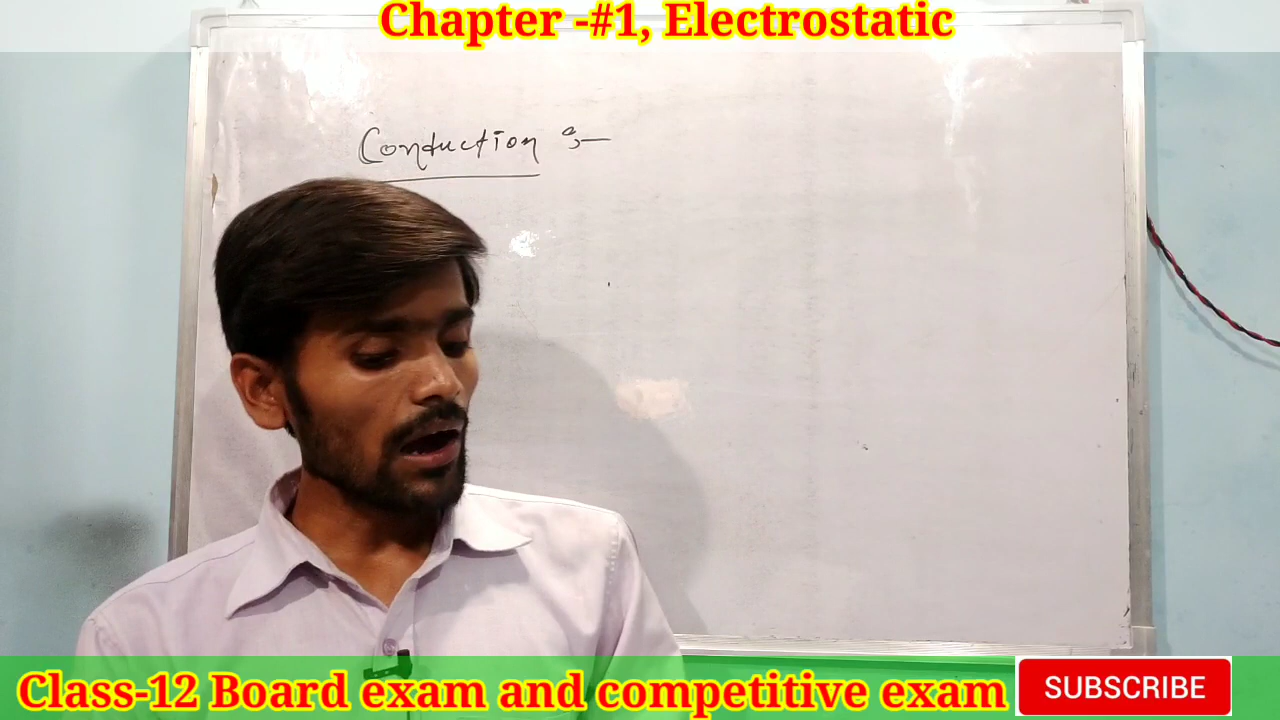 Chapter -#1, Electrostatic
Conduction :—
Class-12 Board exam and competitive exam
SUBSCRIBE